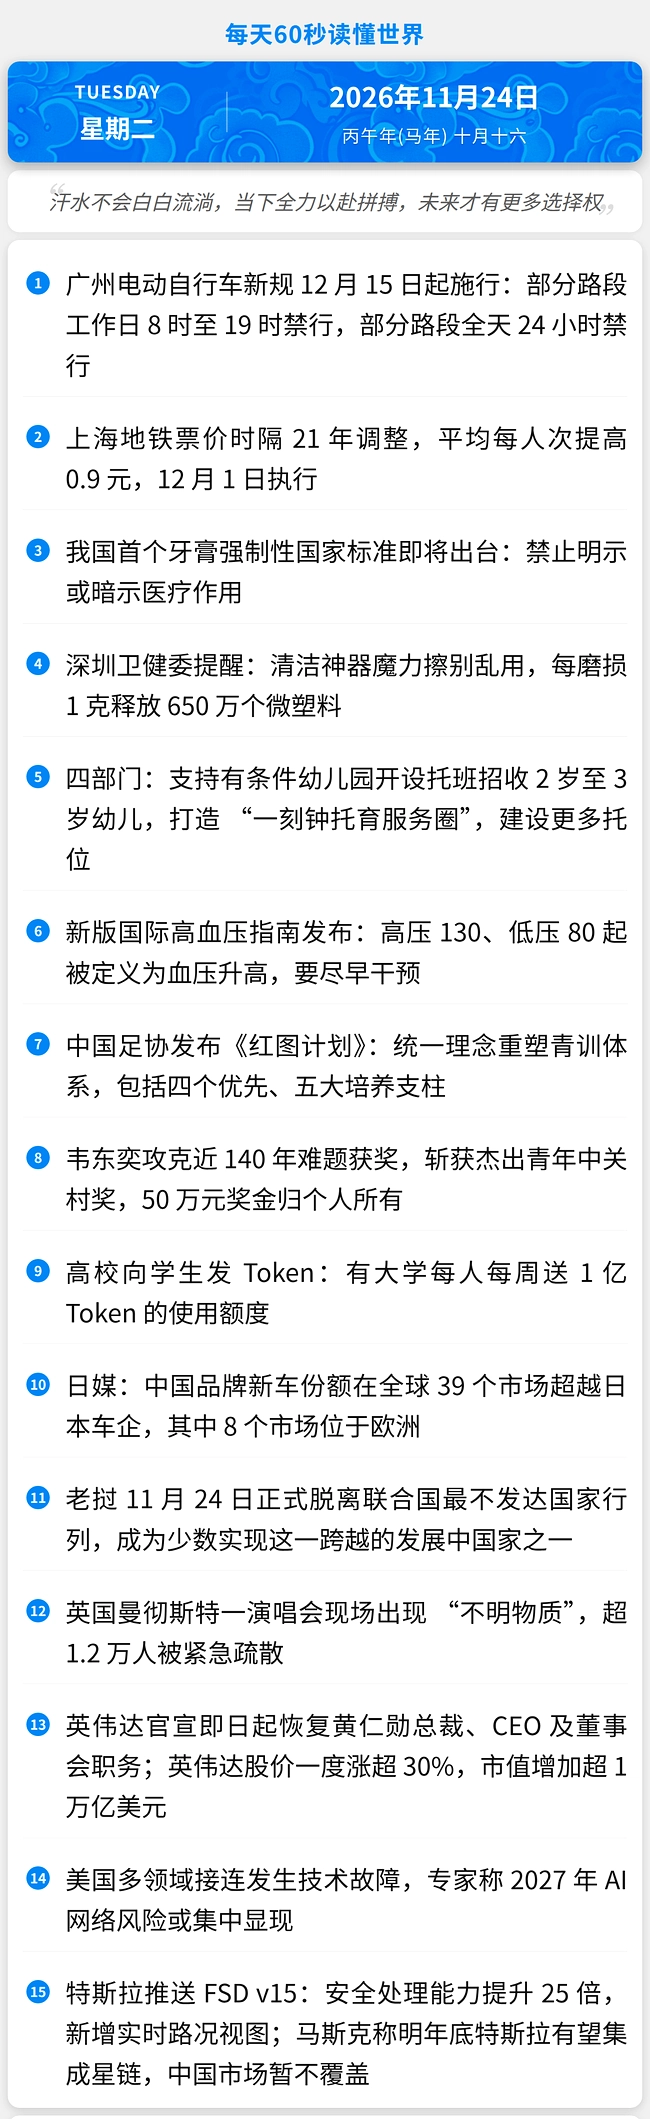 每天60秒读懂世界
TUESDAY
星期二
2026年11月24日
丙午年(马年) 十月十六
“汗水不会白白流淌，当下全力以赴拼搏，未来才有更多选择权”
1 广州电动自行车新规 12 月 15 日起施行：部分路段
工作日 8 时至 19 时禁行，部分路段全天 24 小时禁
行
2 上海地铁票价时隔 21 年调整，平均每人次提高
0.9 元，12 月 1 日执行
3 我国首个牙膏强制性国家标准即将出台：禁止明示
或暗示医疗作用
4 深圳卫健委提醒：清洁神器魔力擦别乱用，每磨损
1 克释放 650 万个微塑料
5 四部门：支持有条件幼儿园开设托班招收 2 岁至 3
岁幼儿，打造 “一刻钟托育服务圈”，建设更多托
位
6 新版国际高血压指南发布：高压 130、低压 80 起
被定义为血压升高，要尽早干预
7 中国足协发布《红图计划》：统一理念重塑青训体
系，包括四个优先、五大培养支柱
8 韦东奕攻克近 140 年难题获奖，斩获杰出青年中关
村奖，50 万元奖金归个人所有
9 高校向学生发 Token：有大学每人每周送 1 亿
Token 的使用额度
10 日媒：中国品牌新车份额在全球 39 个市场超越日
本车企，其中 8 个市场位于欧洲
11 老挝 11 月 24 日正式脱离联合国最不发达国家行
列，成为少数实现这一跨越的发展中国家之一
12 英国曼彻斯特一演唱会现场出现 “不明物质”，超
1.2 万人被紧急疏散
13 英伟达官宣即日起恢复黄仁勋总裁、CEO 及董事
会职务；英伟达股价一度涨超 30%，市值增加超 1
万亿美元
14 美国多领域接连发生技术故障，专家称 2027 年 AI
网络风险或集中显现
15 特斯拉推送 FSD v15：安全处理能力提升 25 倍，
新增实时路况视图；马斯克称明年底特斯拉有望集
成星链，中国市场暂不覆盖